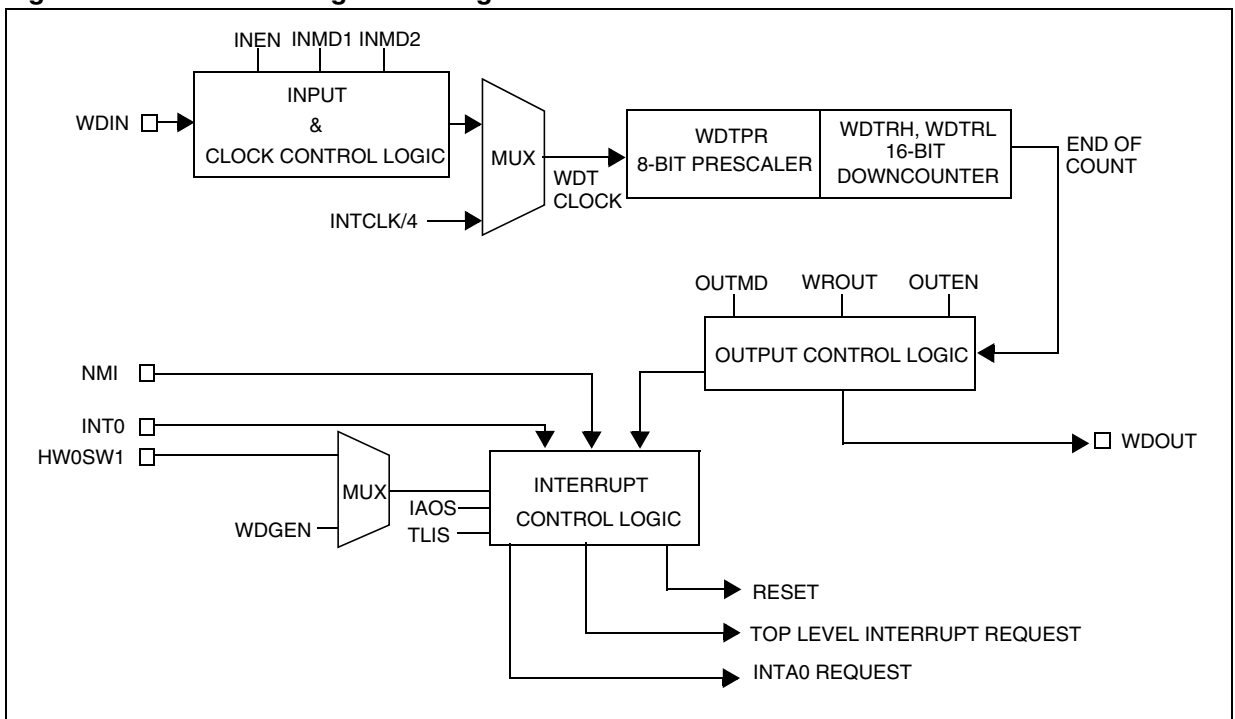 INEN INMD1 INMD2
INPUT
&
CLOCK CONTROL LOGIC
WDIN
MUX
INTCLK/4
WDT
CLOCK
WDTPR
8-BIT PRESCALER
WDTRH, WDTRL
16-BIT
DOWNCOUNTER
END OF
COUNT
OUTMD WROUT OUTEN
OUTPUT CONTROL LOGIC
NMI
INT0
HW0SW1
WDOUT
MUX
WDGEN
IAOS
TLIS
INTERRUPT
CONTROL LOGIC
RESET
TOP LEVEL INTERRUPT REQUEST
INTA0 REQUEST